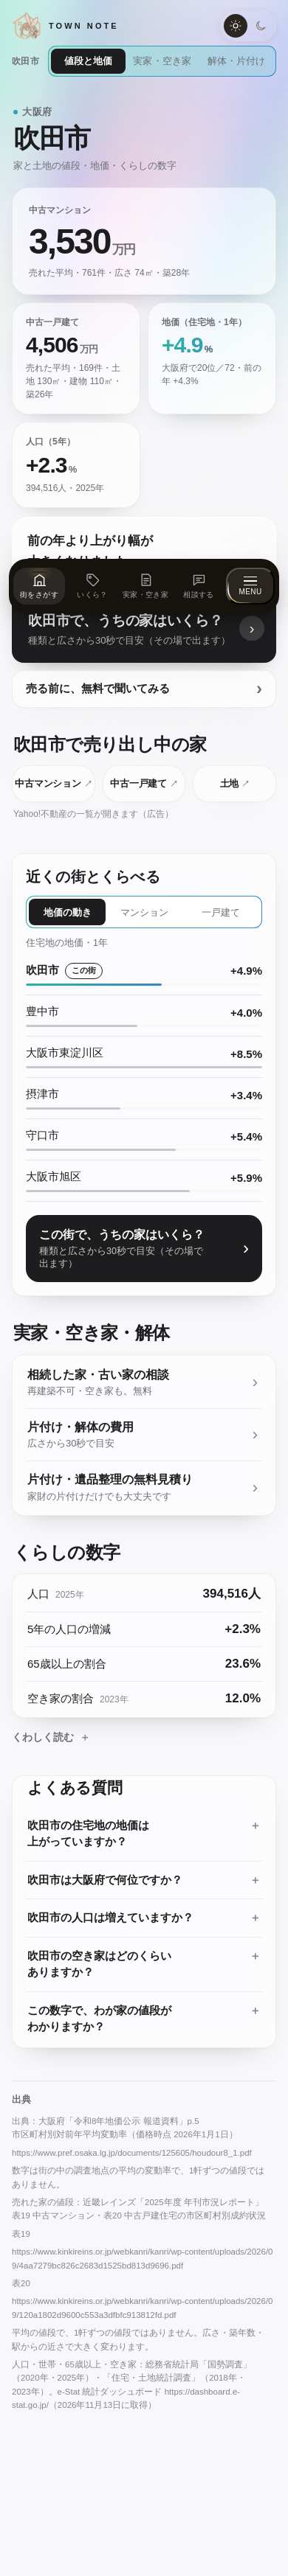 TOWN NOTE
吹田市
値段と地価
実家・空き家
解体・片付け
大阪府
吹田市
家と土地の値段・地価・くらしの数字
中古マンション
3,530万円
売れた平均・761件・広さ 74㎡・築28年
中古一戸建て
4,506万円
売れた平均・169件・土
地 130㎡・建物 110㎡・
築26年
地価（住宅地・1年）
+4.9%
大阪府で20位／72・前の
年 +4.3%
人口（5年）
+2.3%
394,516人・2025年
前の年より上がり幅が
街をさがす
いくら？
実家・空き家
相談する
MENU
吹田市で、うちの家はいくら？
種類と広さから30秒で目安（その場で出ます）
売る前に、無料で聞いてみる
吹田市で売り出し中の家
中古マンション ↗
中古一戸建て ↗
土地 ↗
Yahoo!不動産の一覧が開きます（広告）
近くの街とくらべる
地価の動き
マンション
一戸建て
住宅地の地価・1年
吹田市 この街 +4.9%
豊中市 +4.0%
大阪市東淀川区 +8.5%
摂津市 +3.4%
守口市 +5.4%
大阪市旭区 +5.9%
この街で、うちの家はいくら？
種類と広さから30秒で目安（その場で
出ます）
実家・空き家・解体
相続した家・古い家の相談
再建築不可・空き家も。無料
片付け・解体の費用
広さから30秒で目安
片付け・遺品整理の無料見積り
家財の片付けだけでも大丈夫です
くらしの数字
人口 2025年 394,516人
5年の人口の増減 +2.3%
65歳以上の割合 23.6%
空き家の割合 2023年 12.0%
くわしく読む +
よくある質問
吹田市の住宅地の地価は
上がっていますか？ +
吹田市は大阪府で何位ですか？ +
吹田市の人口は増えていますか？ +
吹田市の空き家はどのくらい
ありますか？ +
この数字で、わが家の値段が
わかりますか？ +
出典
出典：大阪府「令和8年地価公示 報道資料」p.5
市区町村別対前年平均変動率（価格時点 2026年1月1日）
https://www.pref.osaka.lg.jp/documents/125605/houdour8_1.pdf
数字は街の中の調査地点の平均の変動率で、1軒ずつの値段では
ありません。
売れた家の値段：近畿レインズ「2025年度 年刊市況レポート」
表19 中古マンション・表20 中古戸建住宅の市区町村別成約状況
表19
https://www.kinkireins.or.jp/webkanri/kanri/wp-content/uploads/2026/0
9/4aa7279bc826c2683d1525bd813d9696.pdf
表20
https://www.kinkireins.or.jp/webkanri/kanri/wp-content/uploads/2026/0
9/120a1802d9600c553a3dfbfc913812fd.pdf
平均の値段で、1軒ずつの値段ではありません。広さ・築年数・
駅からの近さで大きく変わります。
人口・世帯・65歳以上・空き家：総務省統計局「国勢調査」
（2020年・2025年）・「住宅・土地統計調査」（2018年・
2023年）。e-Stat 統計ダッシュボード https://dashboard.e-
stat.go.jp/（2026年11月13日に取得）